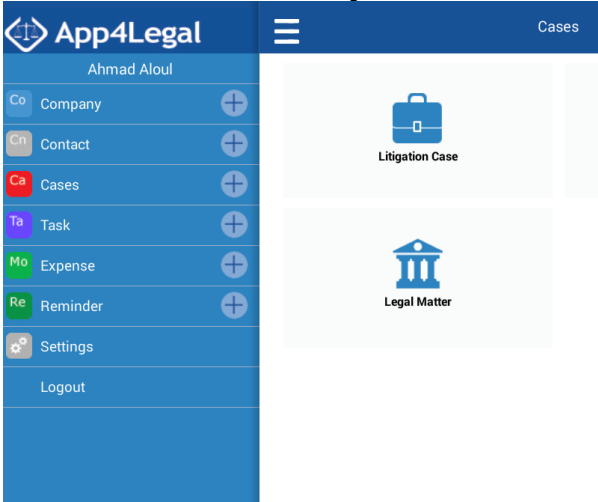 App4Legal
Cases
Ahmad Aloul
Co Company
Cn Contact
Ca Cases
Ta Task
Mo Expense
Re Reminder
Settings
Logout
Litigation Case
Legal Matter